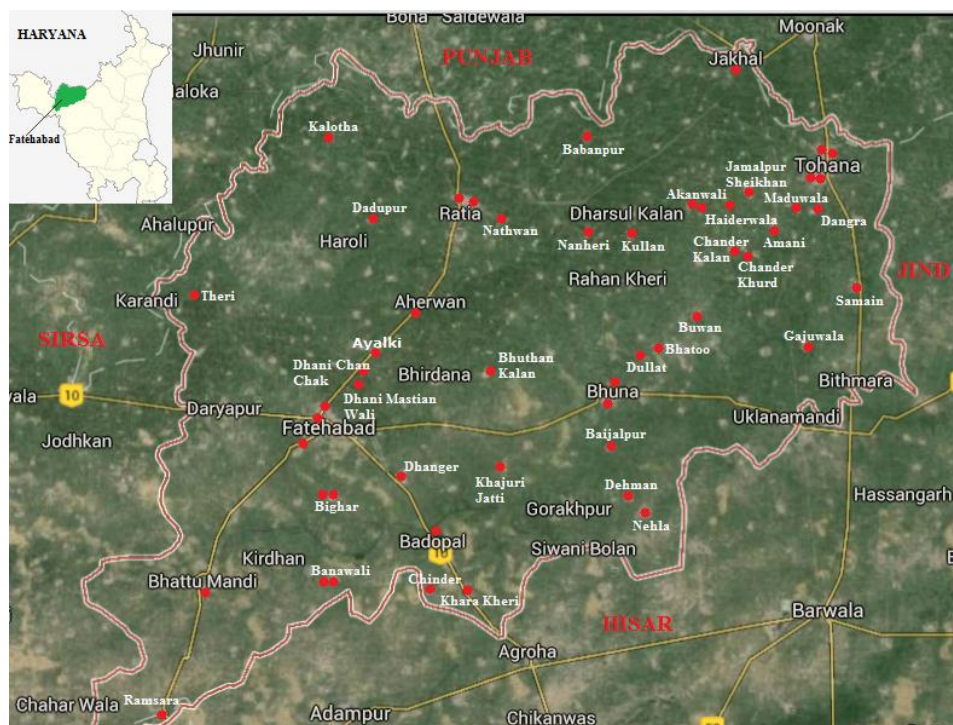 Boha
Saidewala
HARYANA
Moonak
Jhunir
PUNJAB
Jakhal
Fatehabad
Kalotha
Babanpur
Jamalpur
Sheikhan
Tohana
Ahalupur
Dadupur
Haroli
Ratia
Nathwan
Dharsul Kalan
Akanwali
Haiderwala
Maduwala
Dangra
Nanheri
Kullan
Chander
Kalan
Amani
Chander
Khurd
Rahan Kheri
JIND
Karandi
Theri
Aherwan
Samain
SIRSA
Buwan
Ayalki
Bhatoo
Gajuwala
Dhani Chan
Chak
Bhirdana
Bhuthan
Kalan
Dullat
Bithmara
10
Dhani Mastian
Wali
Daryapur
Bhuna
Uklanamandi
Fatehabad
Jodhkan
Baijalpur
Dhanger
Khajuri
Jatti
Dehman
Hassangarh
Bighar
Gorakhpur
Nehla
Badopal
10
Siwani Bolan
Kirdhan
Bhattu Mandi
Banawali
Chinder
Khara Kheri
Barwala
HISAR
Agroha
Chahar Wala
Ramsara
Adampur
Chikanwas